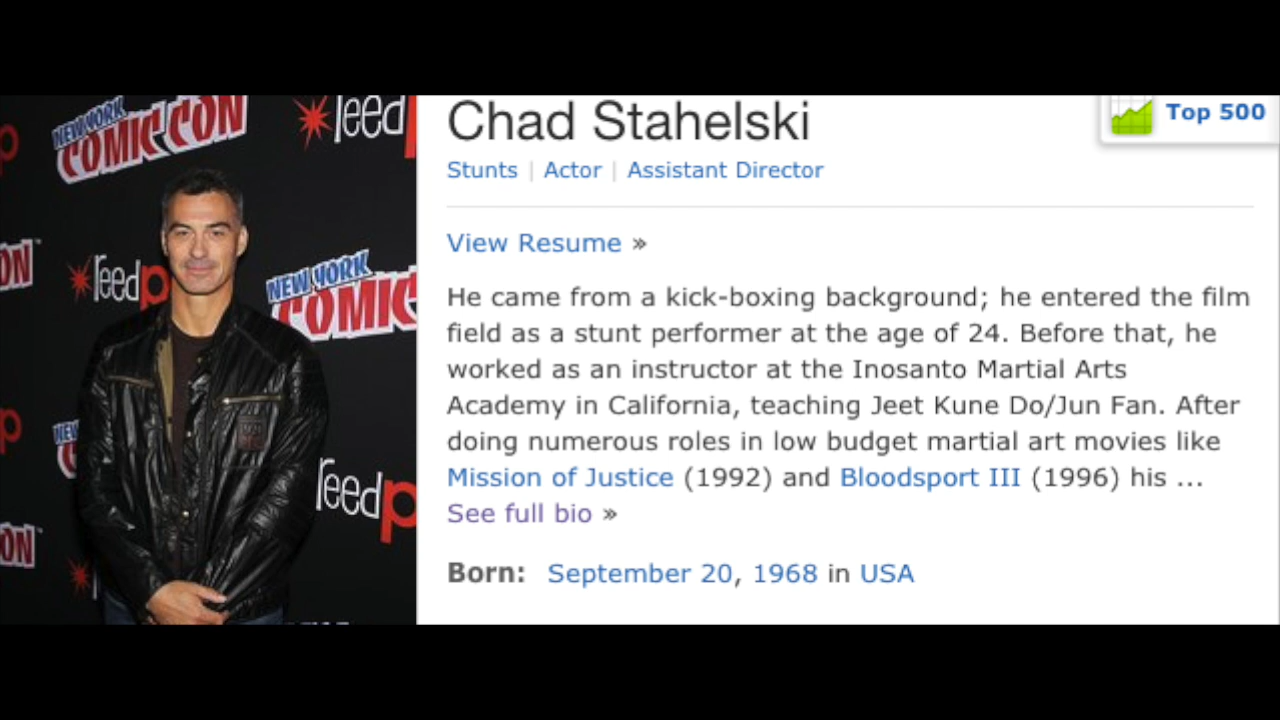 NEW YORK
COMIC CON
reed
p
ON
reedp
NEW YORK
COMIC
p
NEW
reedp
ON
Chad Stahelski
Top 500
Stunts | Actor | Assistant Director
View Resume »
He came from a kick-boxing background; he entered the film
field as a stunt performer at the age of 24. Before that, he
worked as an instructor at the Inosanto Martial Arts
Academy in California, teaching Jeet Kune Do/Jun Fan. After
doing numerous roles in low budget martial art movies like
Mission of Justice (1992) and Bloodsport III (1996) his ...
See full bio »
Born: September 20, 1968 in USA